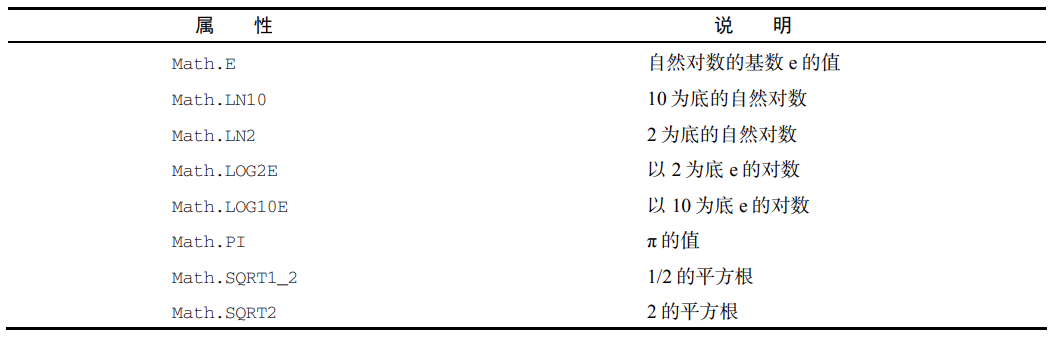 属 性 说 明
Math.E 自然对数的基数 e 的值
Math.LN10 10 为底的自然对数
Math.LN2 2 为底的自然对数
Math.LOG2E 以 2 为底 e 的对数
Math.LOG10E 以 10 为底 e 的对数
Math.PI π 的值
Math.SQRT1_2 1/2 的平方根
Math.SQRT2 2 的平方根